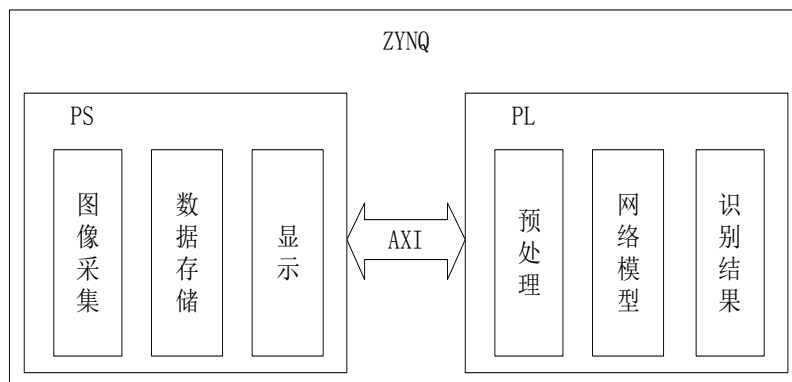 ZYNQ
PS
图像采集
数据存储
显示
AXI
PL
预处理
网络模型
识别结果